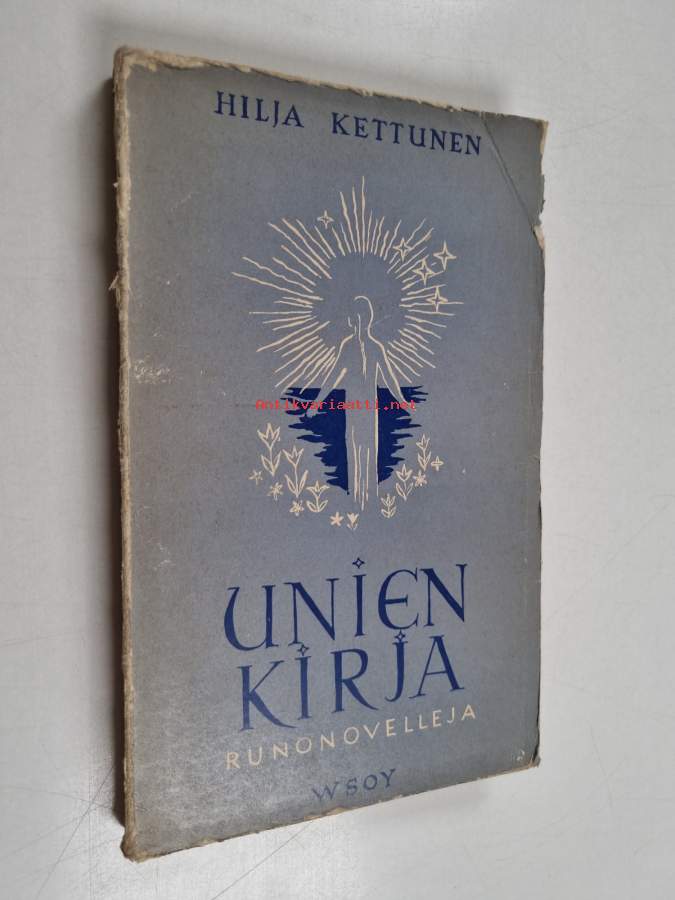 HILJA KETTUNEN
Antikvariaatti.net
UNIEN
KIRJA
RUNONOVELLEJA
WSOY